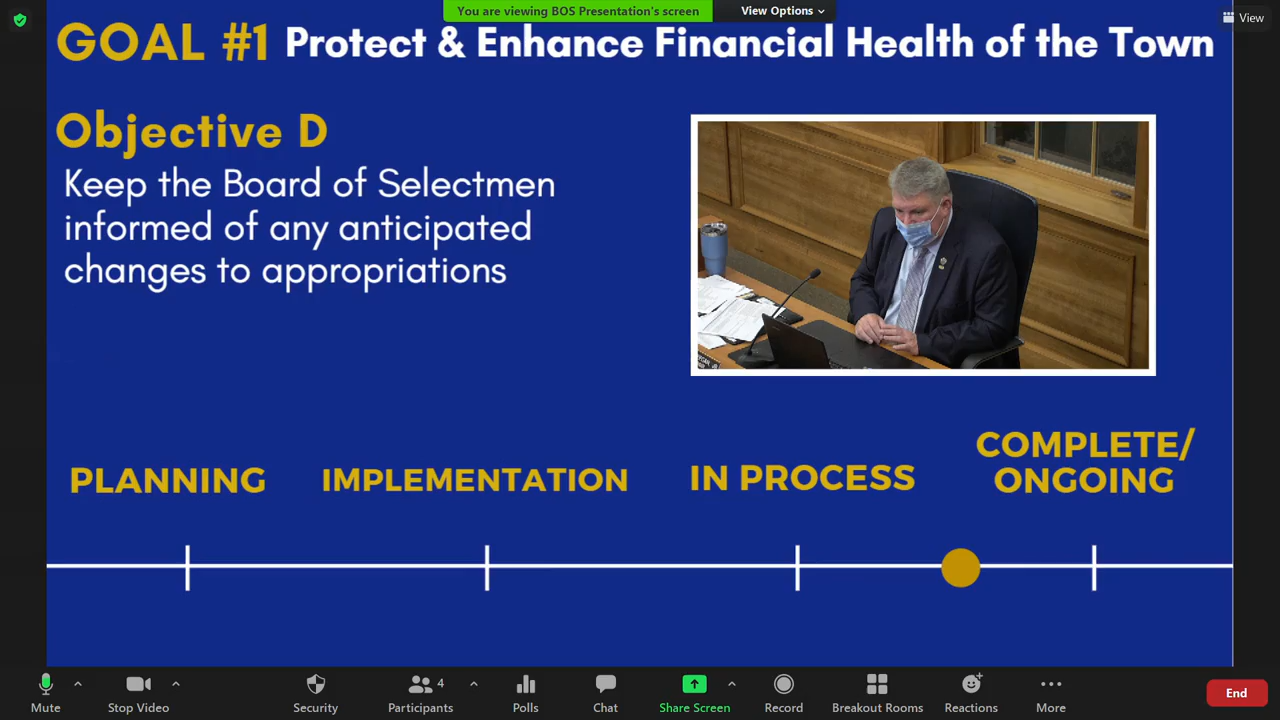 You are viewing BOS Presentation's screen
View Options
View
GOAL #1 Protect & Enhance Financial Health of the Town
Objective D
Keep the Board of Selectmen
informed of any anticipated
changes to appropriations
PLANNING
IMPLEMENTATION
IN PROCESS
COMPLETE/
ONGOING
Mute
Stop Video
Security
4
Participants
Polls
Chat
Share Screen
Record
Breakout Rooms
Reactions
More
End